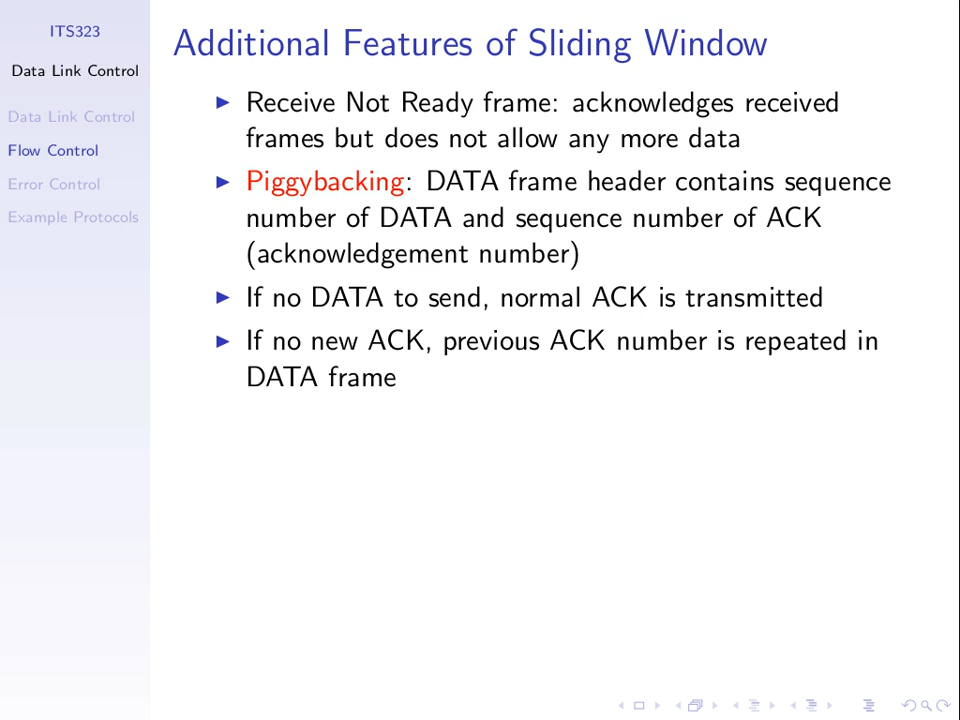 ITS323
Data Link Control
Data Link Control
Flow Control
Error Control
Example Protocols
Additional Features of Sliding Window
Receive Not Ready frame: acknowledges received
frames but does not allow any more data
Piggybacking: DATA frame header contains sequence
number of DATA and sequence number of ACK
(acknowledgement number)
If no DATA to send, normal ACK is transmitted
If no new ACK, previous ACK number is repeated in
DATA frame